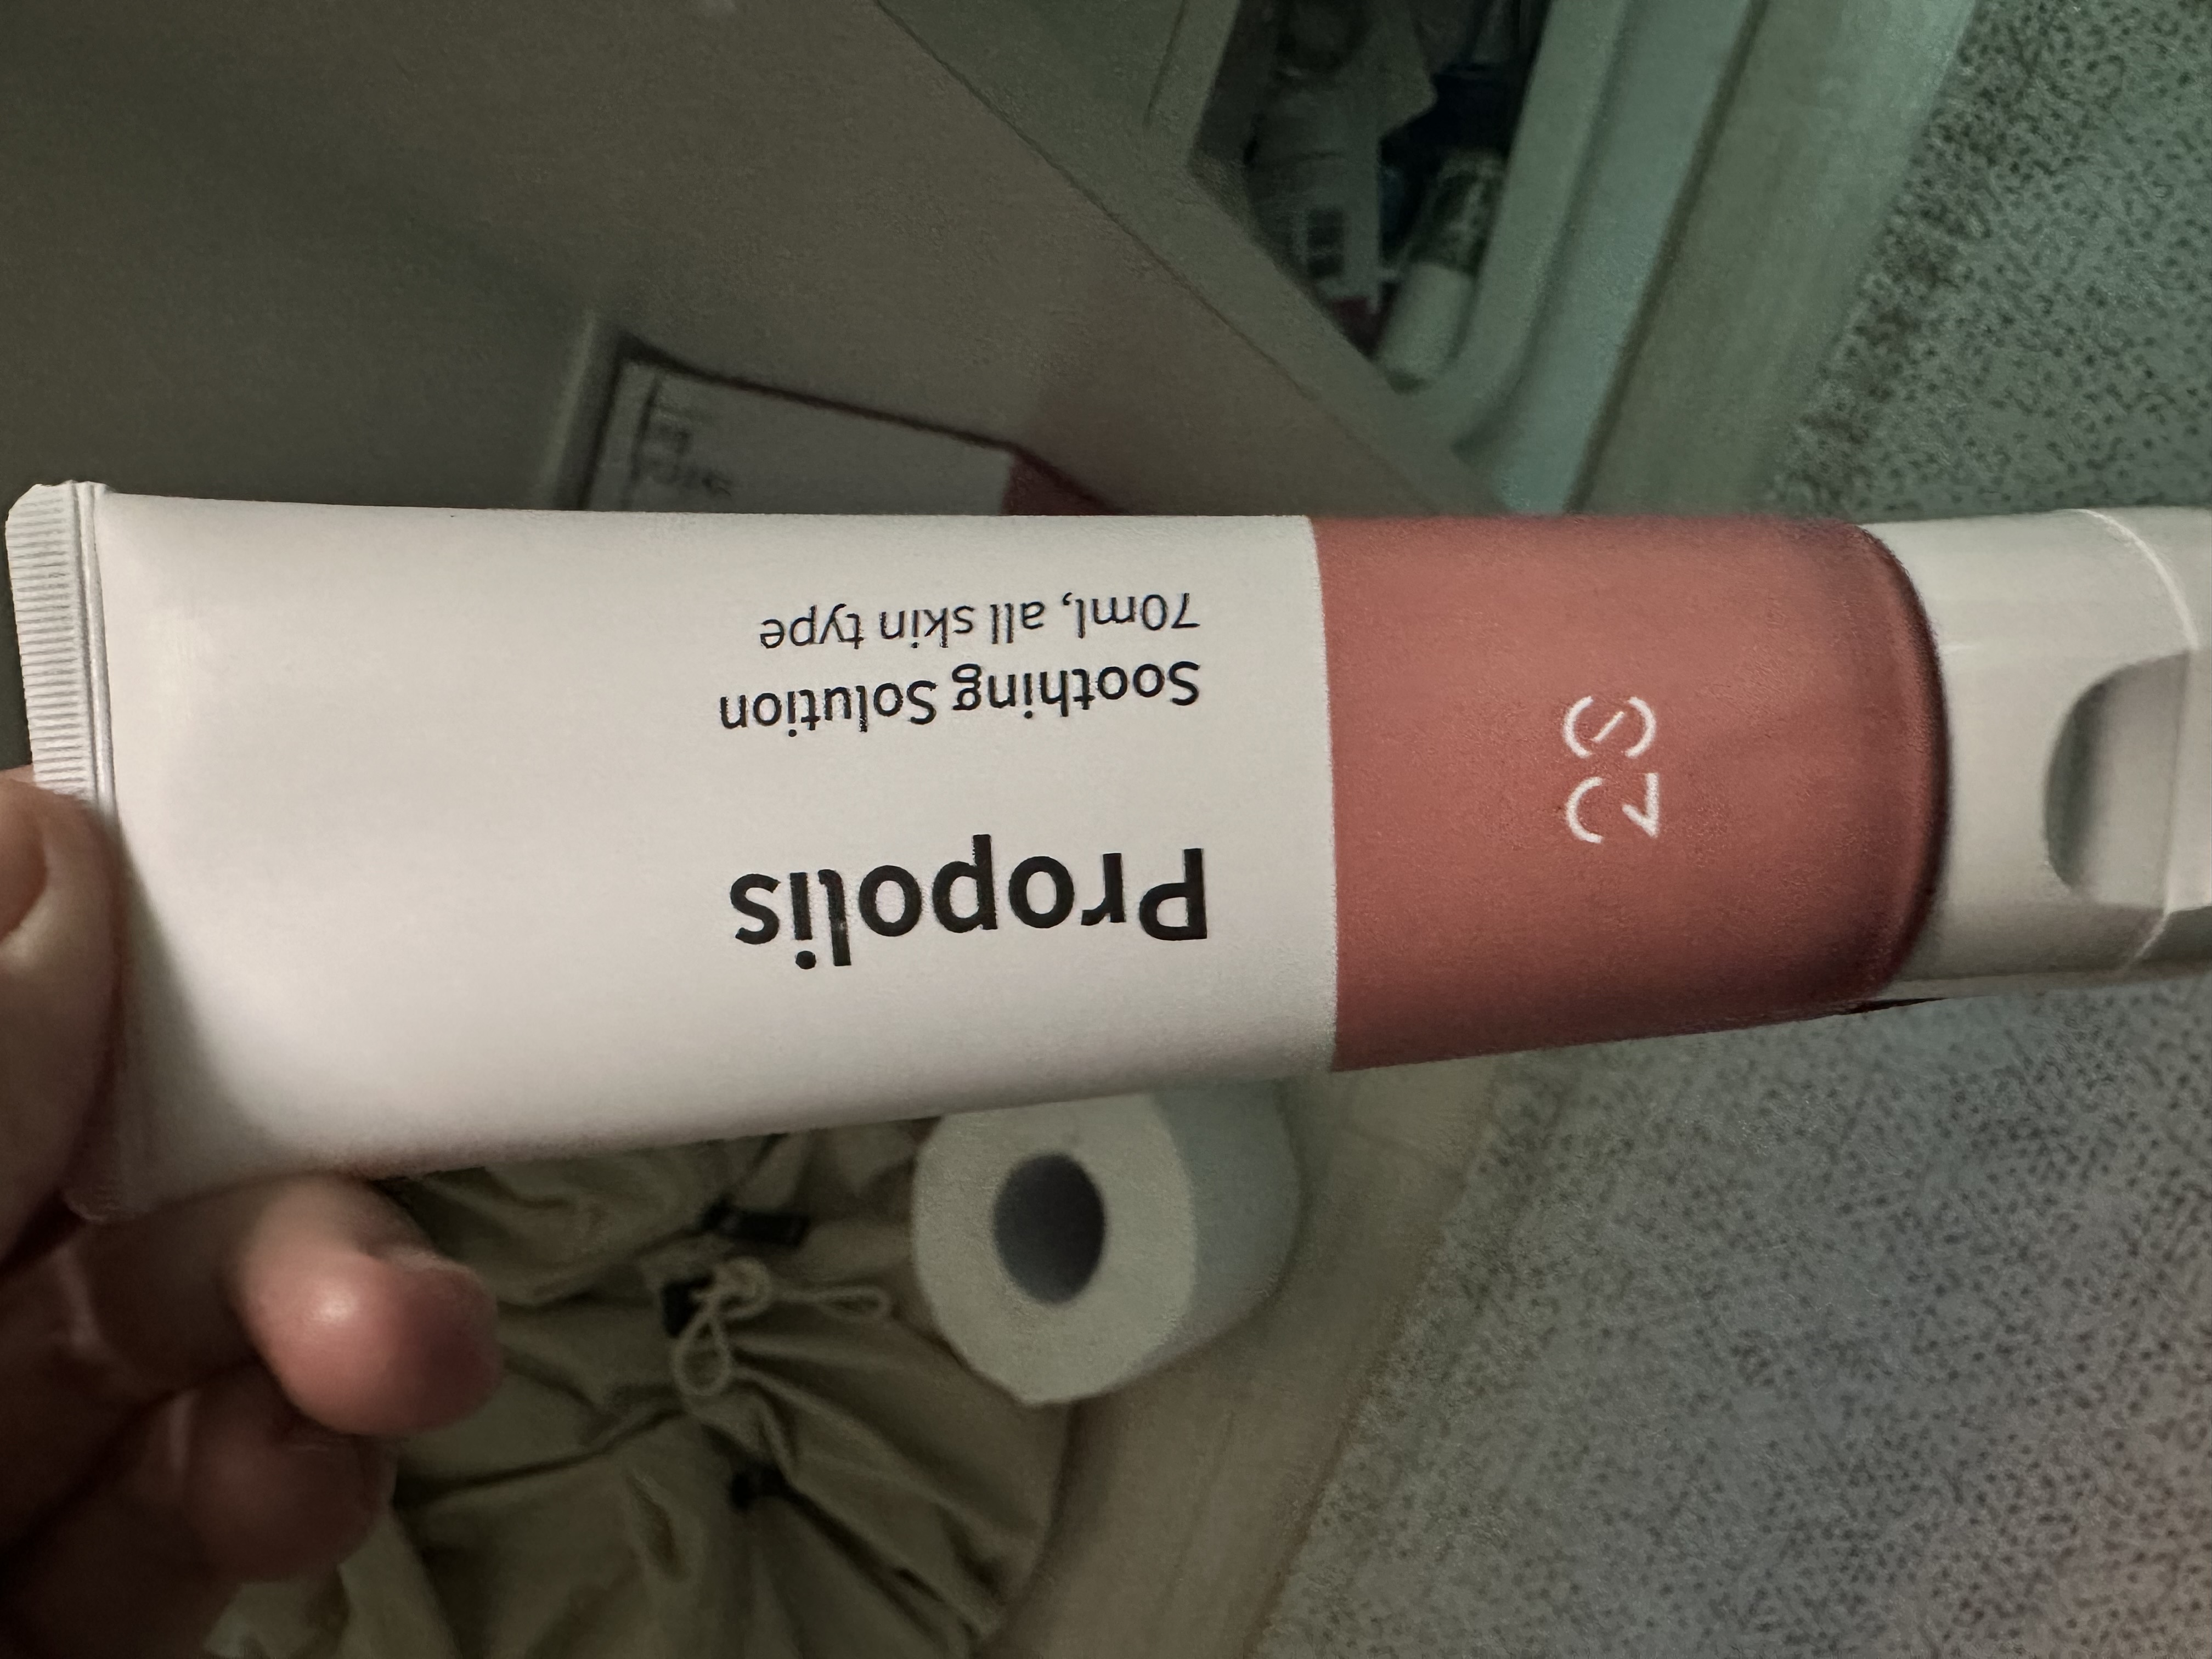 Propolis
Soothing Solution
70ml, all skin type